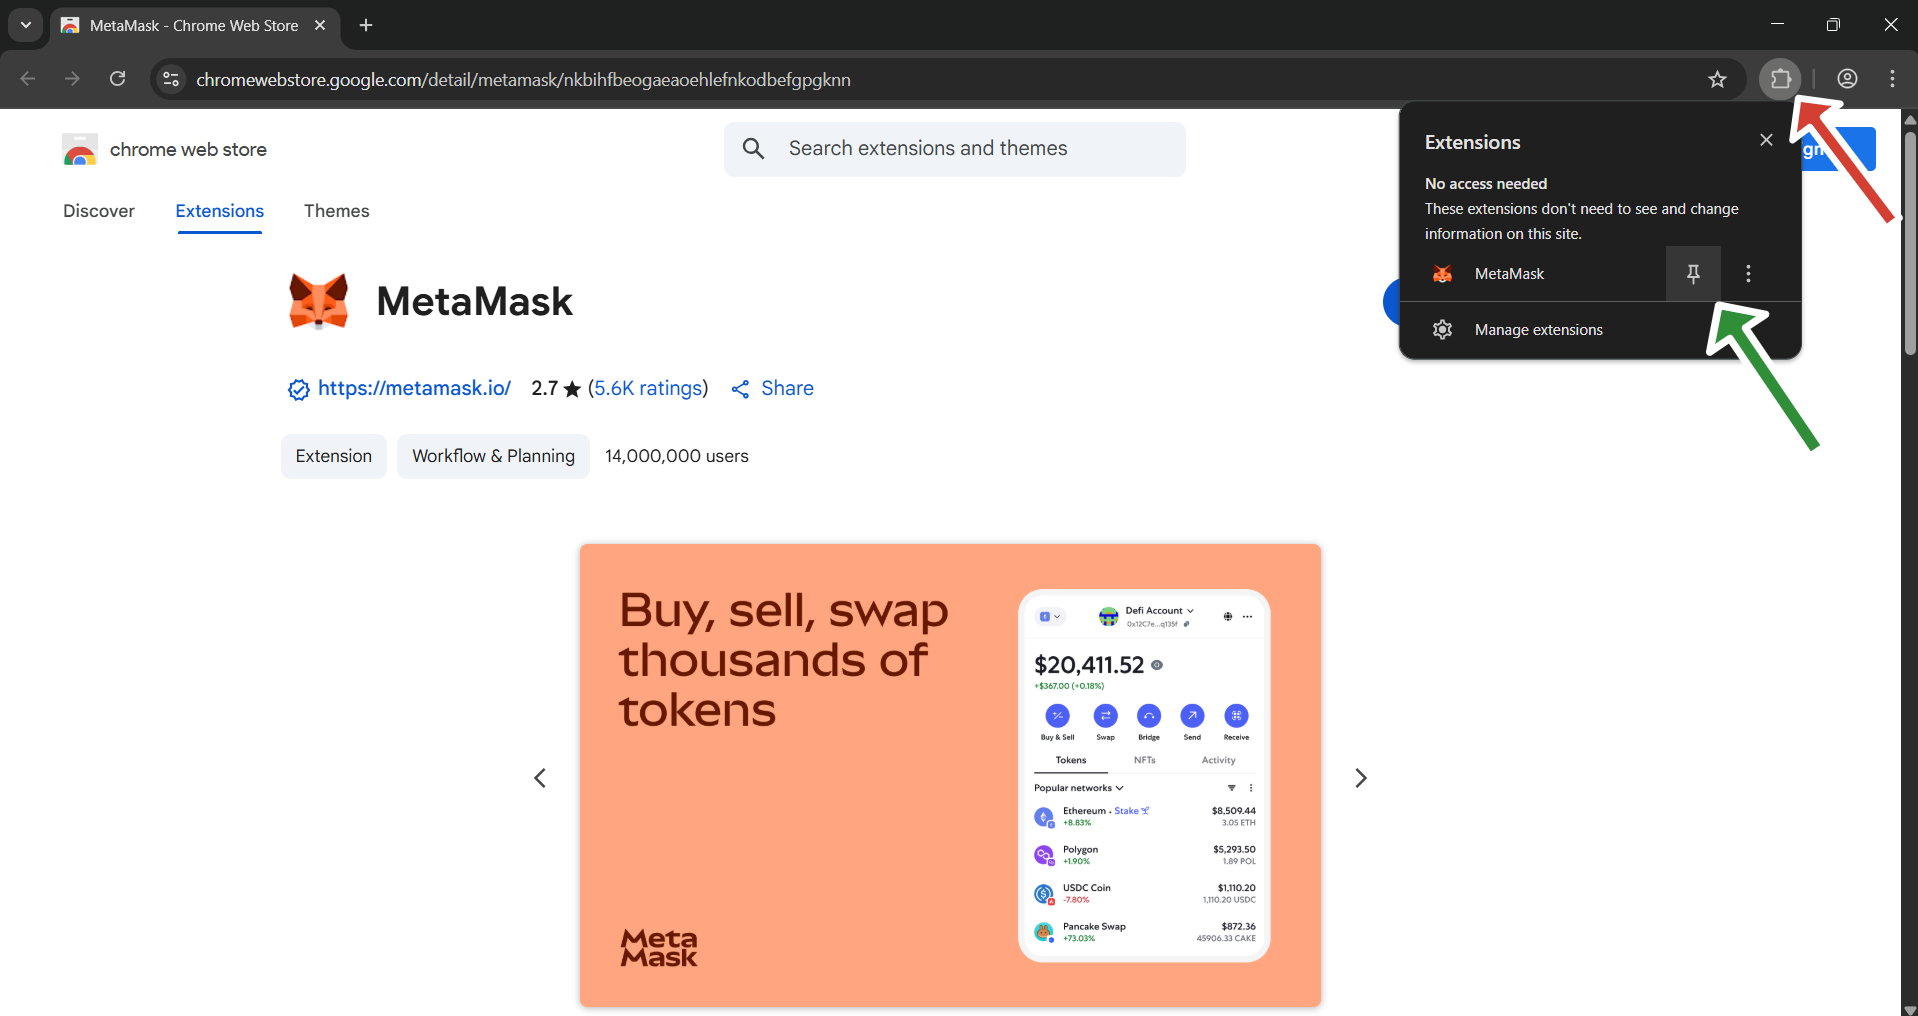 MetaMask - Chrome Web Store
chromewebstore.google.com/detail/metamask/nkbihfbeogaeaoehlefnkodbefgpgknn
chrome web store
Search extensions and themes
Discover
Extensions
Themes
Extensions
No access needed
These extensions don't need to see and change
information on this site.
MetaMask
Manage extensions
MetaMask
https://metamask.io/
2.7 ★ (5.6K ratings)
Share
Extension
Workflow & Planning
14,000,000 users
Buy, sell, swap
thousands of
tokens
Meta
Mask
Defi Account
0x12C7e...q135f
$20,411.52
+$367.00 (+0.18%)
Buy & Sell
Swap
Bridge
Send
Receive
Tokens
NFTs
Activity
Popular networks
Ethereum • Stake
$8,509.44
+8.83%
3.05 ETH
Polygon
$5,293.50
+1.90%
1.89 POL
USDC Coin
$1,110.20
-7.80%
1,110.20 USDC
Pancake Swap
$872.36
+73.03%
45906.33 CAKE